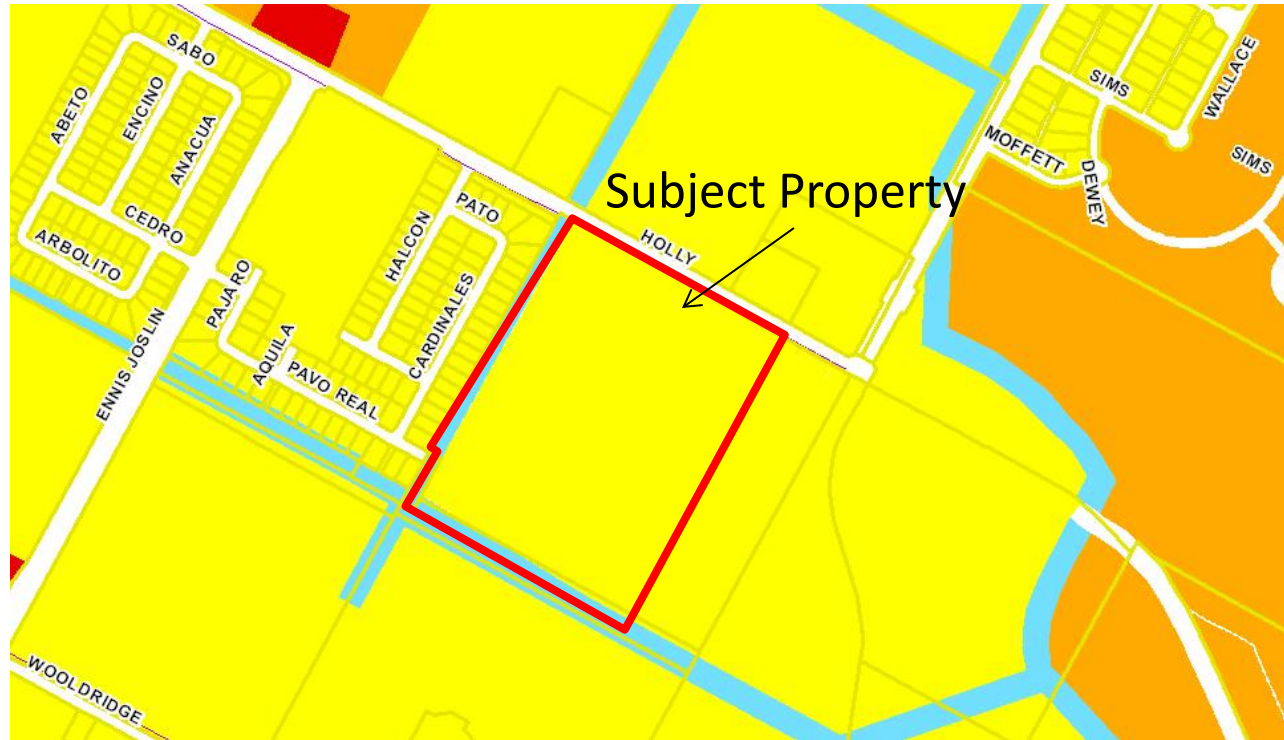 SABO
ABETO
ENCINO
ANACUA
CEDRO
ARBOLITO
ENNIS JOSLIN
PAJARO
AQUILA
PAVO REAL
HALCON
PATO
CARDINALES
Subject Property
HOLLY
MOFFETT
DEWEY
SIMS
WALLACE
SIMS
WOOLDRIDGE